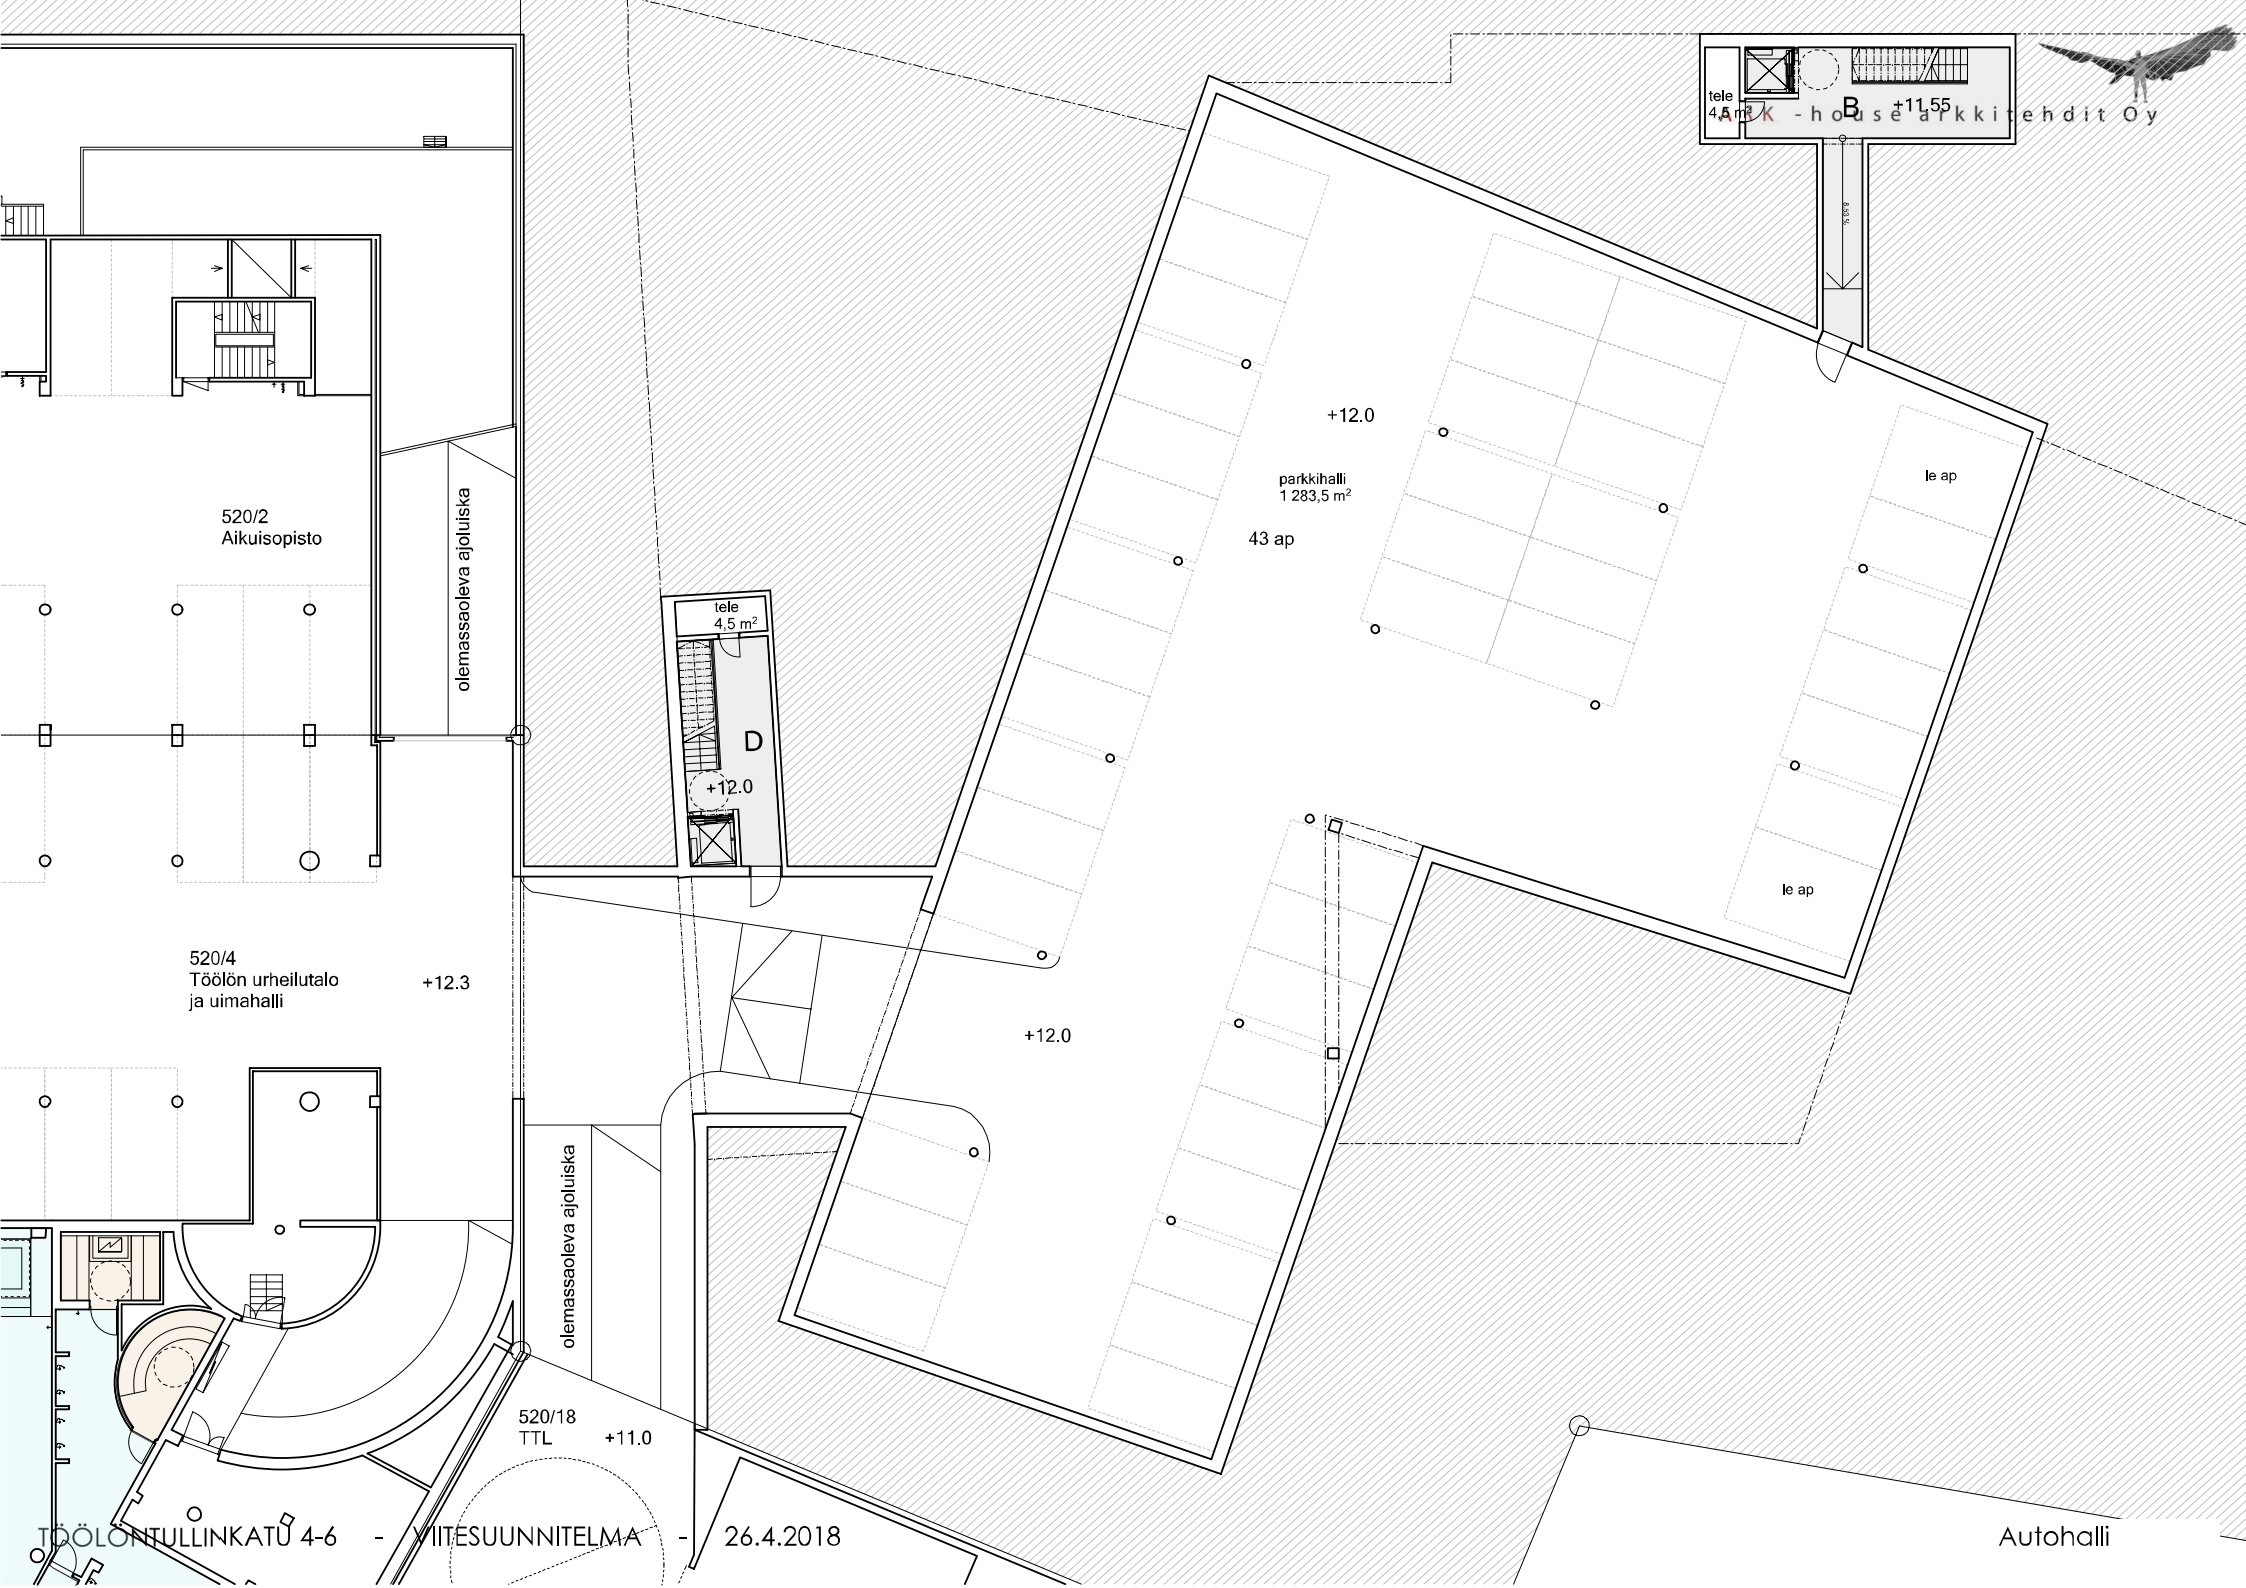 tele
4,5 m²
B
+11.55
ARK - house arkkitehdit Oy
8.53 %
+12.0
parkkihalli
1 283,5 m²
43 ap
le ap
520/2
Aikuisopisto
olemassaoleva ajoluiska
tele
4,5 m²
D
+12.0
le ap
520/4
Töölön urheilutalo
ja uimahalli
+12.3
+12.0
olemassaoleva ajoluiska
520/18
TTL
+11.0
TÖÖLÖNTULLINKATU 4-6 - VIITESUUNNITELMA - 26.4.2018
Autohalli